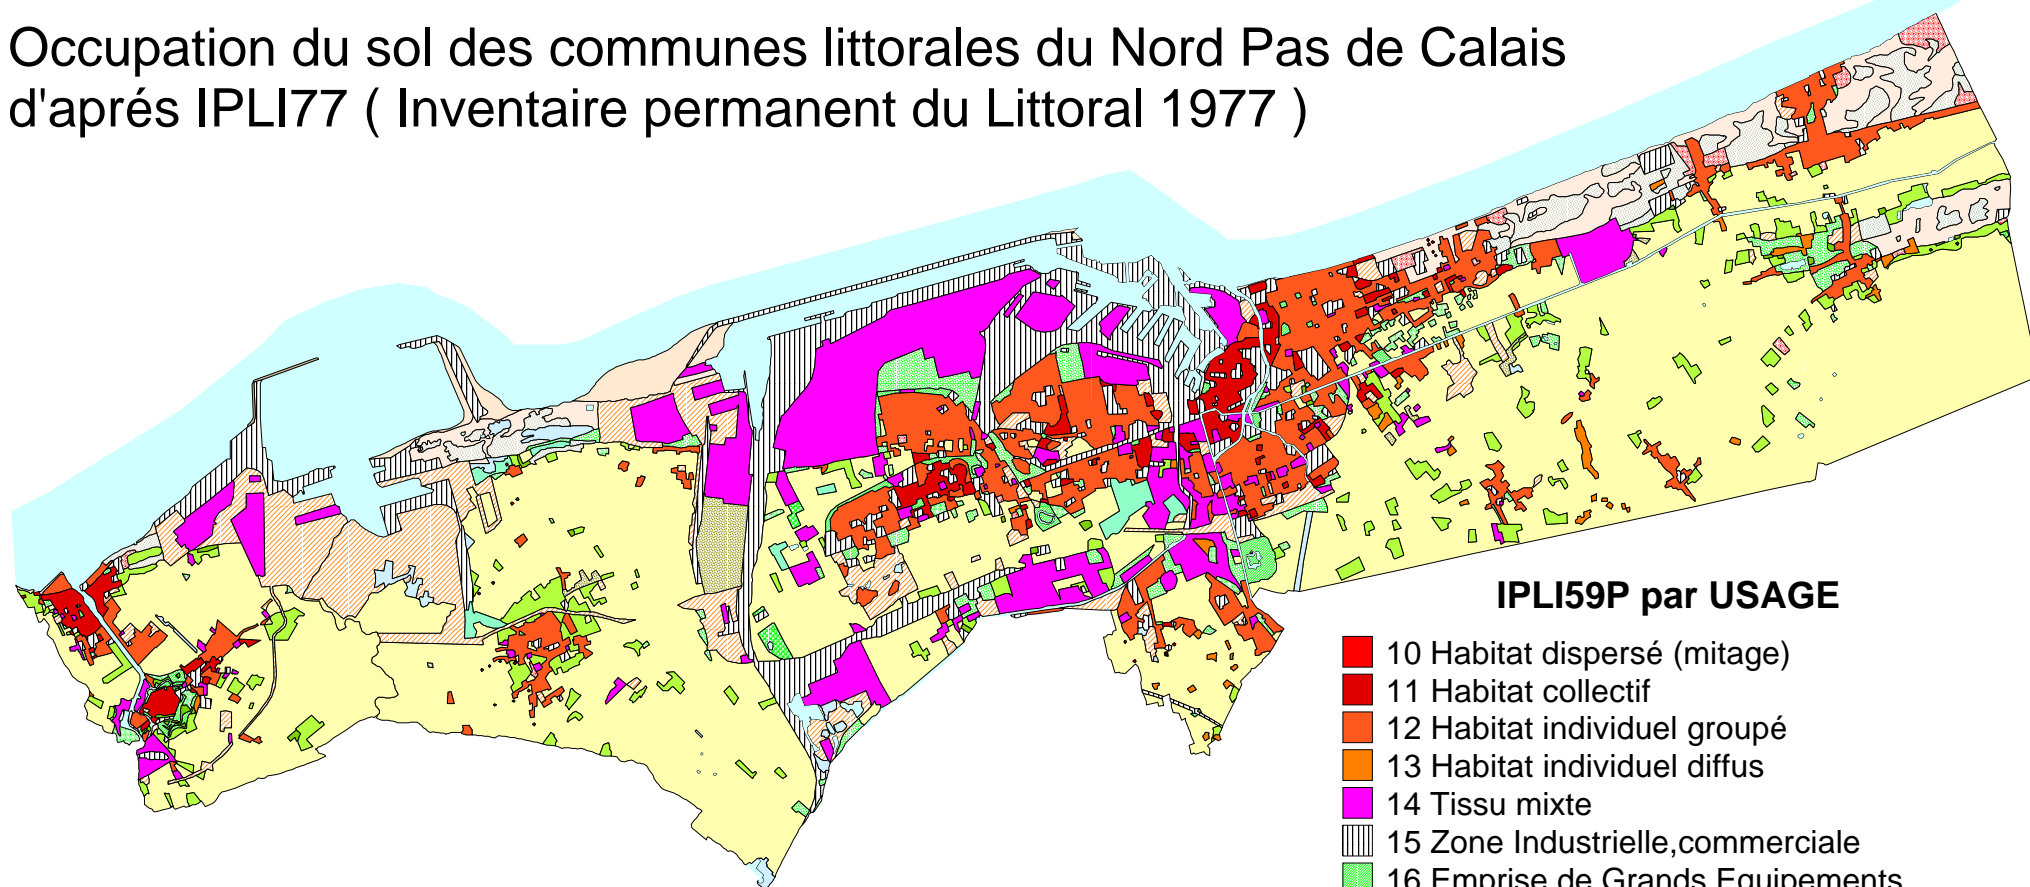 Occupation du sol des communes littorales du Nord Pas de Calais
d'aprés IPLI77 ( Inventaire permanent du Littoral 1977 )
IPLI59P par USAGE
10 Habitat dispersé (mitage)
11 Habitat collectif
12 Habitat individuel groupé
13 Habitat individuel diffus
14 Tissu mixte
15 Zone Industrielle,commerciale
16 Emprise de Grands Equipements